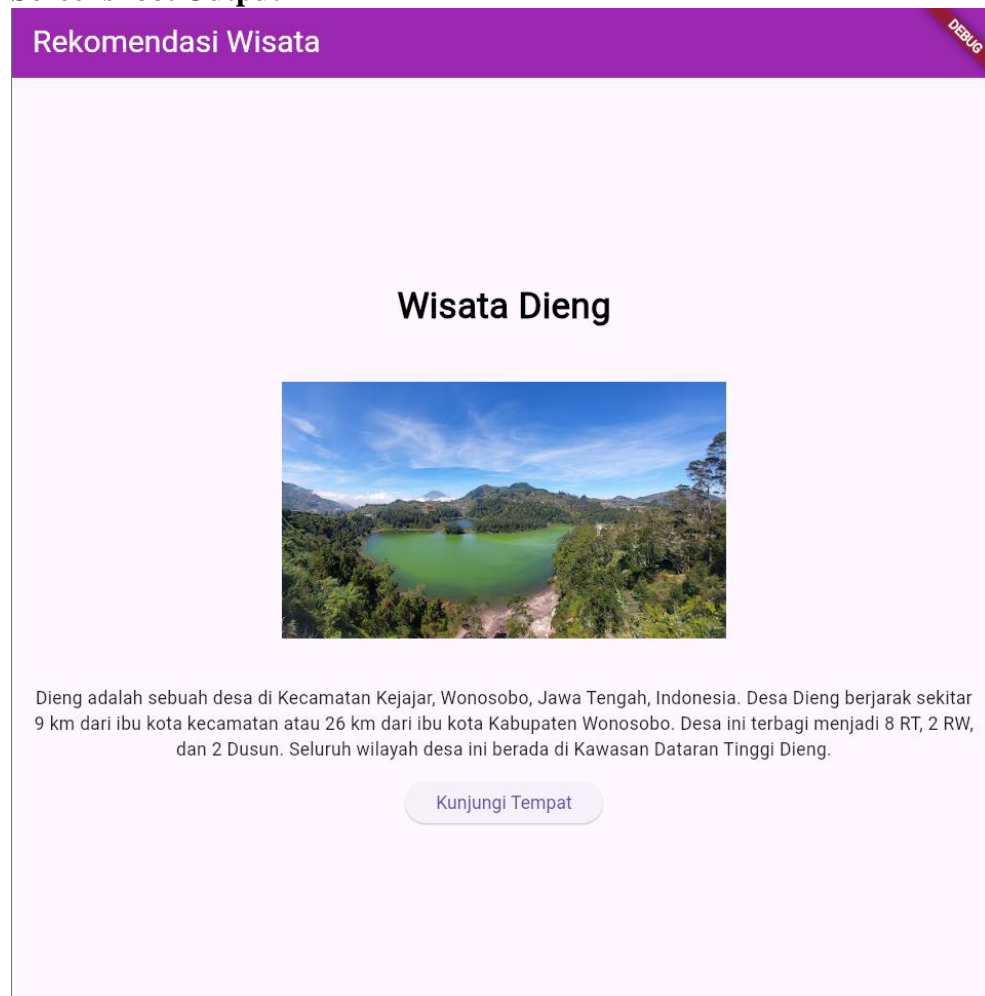 Rekomendasi Wisata
DEBUG
Wisata Dieng
Dieng adalah sebuah desa di Kecamatan Kejajar, Wonosobo, Jawa Tengah, Indonesia. Desa Dieng berjarak sekitar
9 km dari ibu kota kecamatan atau 26 km dari ibu kota Kabupaten Wonosobo. Desa ini terbagi menjadi 8 RT, 2 RW,
dan 2 Dusun. Seluruh wilayah desa ini berada di Kawasan Dataran Tinggi Dieng.
Kunjungi Tempat